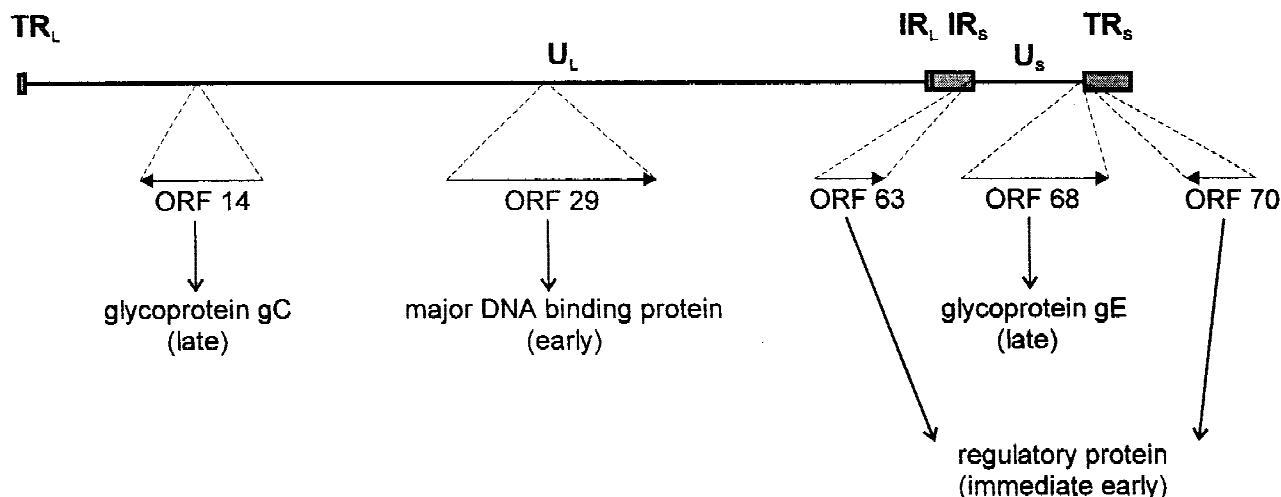 TRL
UL
IRL IRS
US
TRS
ORF 14
ORF 29
ORF 63
ORF 68
ORF 70
glycoprotein gC
(late)
major DNA binding protein
(early)
glycoprotein gE
(late)
regulatory protein
(immediate early)